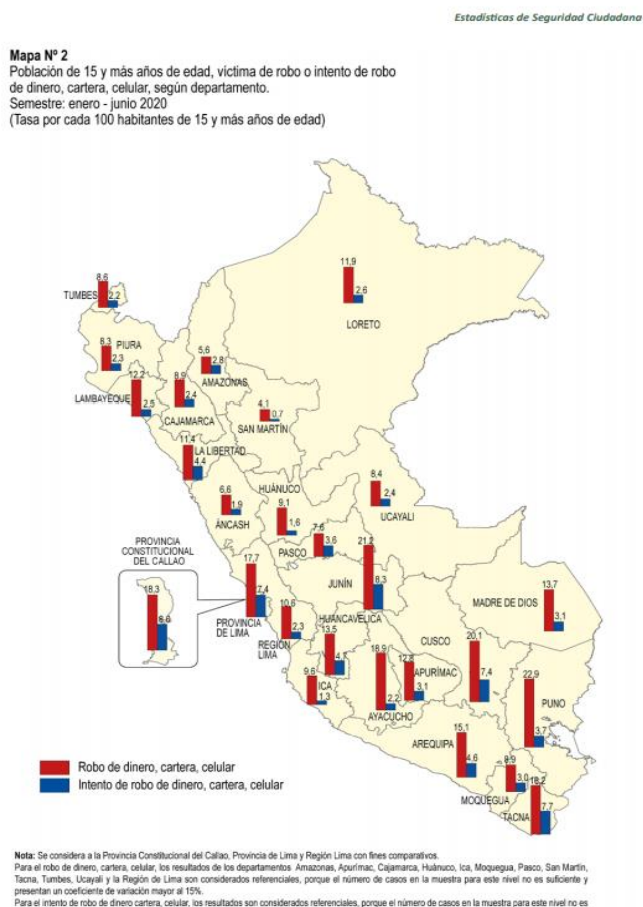 Estadísticas de Seguridad Ciudadana
Mapa Nº 2
Población de 15 y más años de edad, víctima de robo o intento de robo
de dinero, cartera, celular, según departamento.
Semestre: enero - junio 2020
(Tasa por cada 100 habitantes de 15 y más años de edad)
11,9
2,6
LORETO
8,6
2,2
TUMBES
8,3
PIURA
2,3
5,6
2,8
AMAZONAS
12,2
LAMBAYEQUE
2,5
8,9
2,4
CAJAMARCA
4,1
0,7
SAN MARTÍN
11,4
LA LIBERTAD
4,4
6,6
1,9
ÁNCASH
HUÁNUCO
9,1
1,6
8,4
2,4
UCAYALI
7,6
3,6
PASCO
21,2
8,3
JUNÍN
PROVINCIA
CONSTITUCIONAL
DEL CALLAO
18,3
17,7
7,4
PROVINCIA
DE LIMA
10,6
2,3
REGIÓN
LIMA
HUANCAVELICA
13,5
13,7
3,1
MADRE DE DIOS
CUSCO
20,1
7,4
9,6
ICA
1,3
18,9
2,2
AYACUCHO
APURÍMAC
3,1
22,9
PUNO
3,7
15,1
4,6
AREQUIPA
8,9
3,0
MOQUEGUA
18,2
7,7
TACNA
Robo de dinero, cartera, celular
Intento de robo de dinero, cartera, celular
Nota: Se considera a la Provincia Constitucional del Callao, Provincia de Lima y Región Lima con fines comparativos.
Para el robo de dinero, cartera, celular, los resultados de los departamentos Amazonas, Apurímac, Cajamarca, Huánuco, Ica, Moquegua, Pasco, San Martín,
Tacna, Tumbes, Ucayali y la Región de Lima son considerados referenciales, porque el número de casos en la muestra para este nivel no es suficiente y
presentan un coeficiente de variación mayor al 15%.
Para el intento de robo de dinero cartera, celular, los resultados son considerados referenciales, porque el número de casos en la muestra para este nivel no es